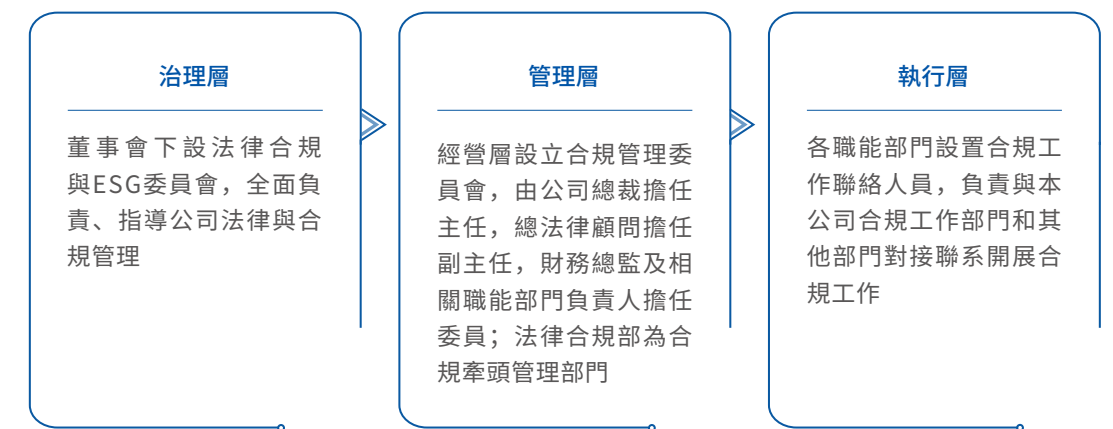 治理層
董事會下設法律合規
與ESG委員會，全面負
責、指導公司法律與合
規管理
管理層
經營層設立合規管理委
員會，由公司總裁擔任
主任，總法律顧問擔任
副主任，財務總監及相
關職能部門負責人擔任
委員；法律合規部為合
規牽頭管理部門
執行層
各職能部門設置合規工
作聯絡人員，負責與本
公司合規工作部門和其
他部門對接聯系開展合
規工作